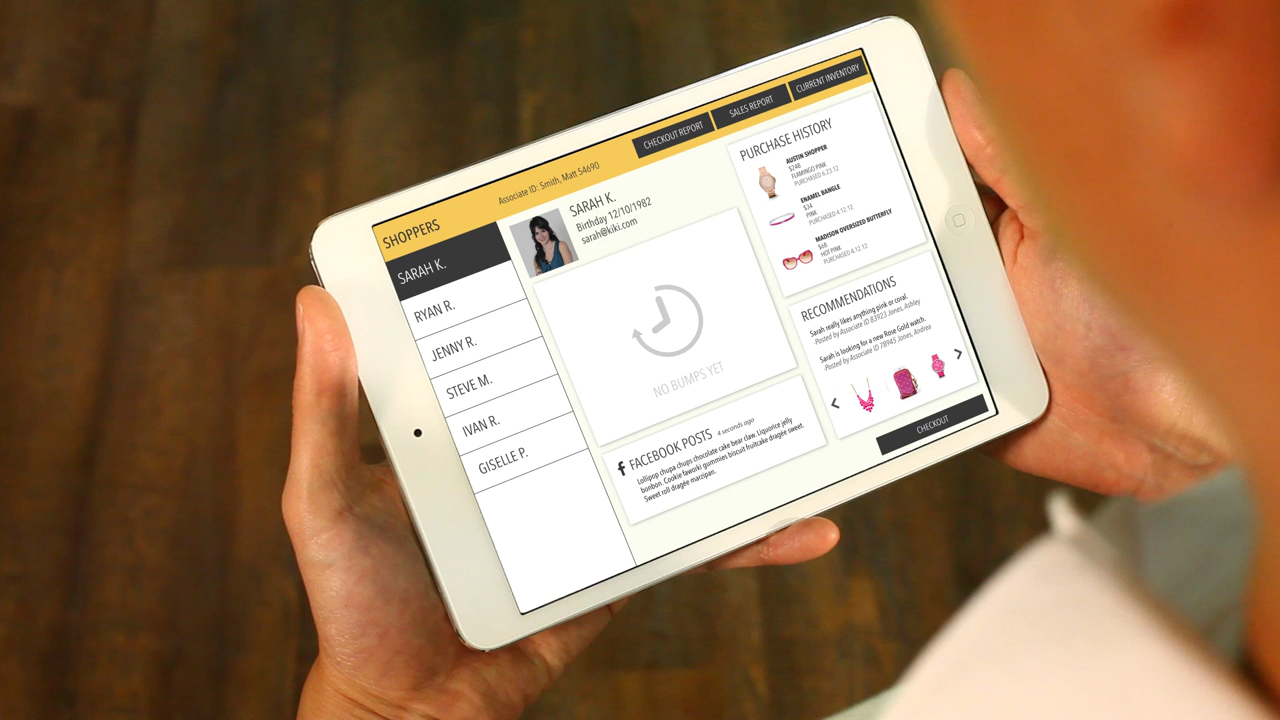 SHOPPERS
Associate ID: Smith, Matt 54690
CHECKOUT REPORT
SALES REPORT
CURRENT INVENTORY
SARAH K.
RYAN R.
JENNY R.
STEVE M.
IVAN R.
GISELLE P.
SARAH K.
Birthday 12/10/1982
sarah@kiki.com
NO BUMPS YET
f FACEBOOK POSTS 4 seconds ago
Lollipop chupa chups chocolate cake bear claw. Liquorice jelly
bonbon. Cookie faworki gummies biscuit fruitcake dragée sweet.
Sweet roll dragée marzipan.
PURCHASE HISTORY
AUSTIN SHOPPER
$248
FLAMINGO PINK
PURCHASED 6.23.12
ENAMEL BANGLE
$34
PINK
PURCHASED 4.12.12
MADISON OVERSIZED BUTTERFLY
$68
HOT PINK
PURCHASED 4.12.12
RECOMMENDATIONS
Sarah really likes anything pink or coral.
-Posted by Associate ID 83923 Jones, Ashley
Sarah is looking for a new Rose Gold watch.
-Posted by Associate ID 78945 Jones, Andrea
CHECKOUT